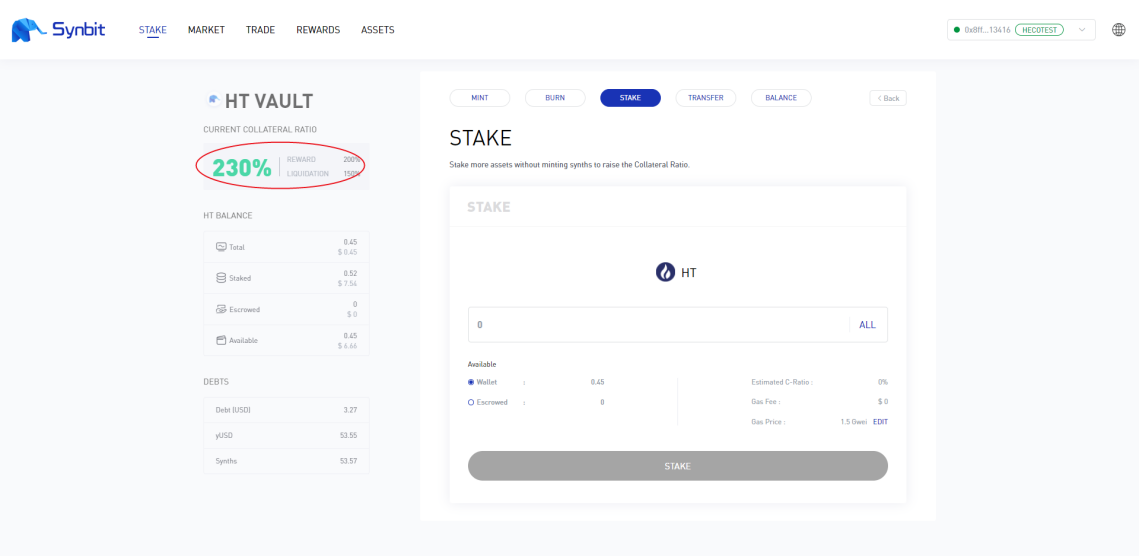 Synbit
STAKE MARKET TRADE REWARDS ASSETS
0x8ff...13416 HECOTEST
HT VAULT
CURRENT COLLATERAL RATIO
230%
REWARD 200%
LIQUIDATION 150%
HT BALANCE
Total 0.45
$ 0.45
Staked 0.52
$ 7.54
Escrowed 0
$ 0
Available 0.45
$ 6.66
DEBTS
Debt (USD) 3.27
yUSD 53.55
Synths 53.57
MINT BURN STAKE TRANSFER BALANCE
< Back
STAKE
Stake more assets without minting synths to raise the Collateral Ratio.
STAKE
HT
0 ALL
Available
Wallet : 0.45
Escrowed : 0
Estimated C-Ratio : 0%
Gas Fee : $ 0
Gas Price : 1.5 Gwei EDIT
STAKE